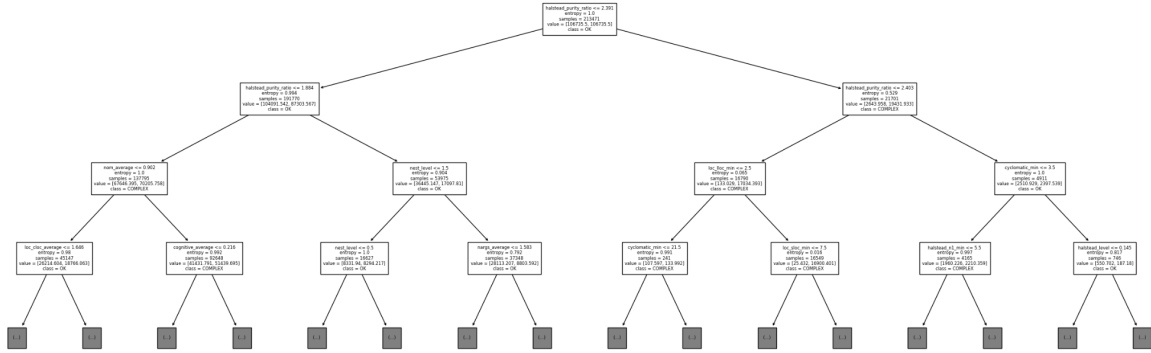 halstead_purity_ratio <= 2.391
entropy = 1.0
samples = 213471
value = [106735.5, 106735.5]
class = OK
halstead_purity_ratio <= 1.884
entropy = 0.994
samples = 191770
value = [104091.542, 87303.567]
class = OK
halstead_purity_ratio <= 2.403
entropy = 0.529
samples = 21701
value = [2643.958, 19431.933]
class = COMPLEX
nom_average <= 0.902
entropy = 1.0
samples = 137795
value = [67646.395, 70205.758]
class = COMPLEX
nest_level <= 1.5
entropy = 0.904
samples = 53975
value = [36445.147, 17097.81]
class = OK
loc_lloc_min <= 2.5
entropy = 0.065
samples = 16790
value = [133.029, 17034.393]
class = COMPLEX
cyclomatic_min <= 3.5
entropy = 1.0
samples = 4911
value = [2510.929, 2397.539]
class = OK
loc_cloc_average <= 1.648
entropy = 0.98
samples = 45147
value = [26214.604, 18766.063]
class = OK
cognitive_average <= 0.216
entropy = 0.992
samples = 92648
value = [41431.791, 51439.695]
class = COMPLEX
nest_level <= 0.5
entropy = 1.0
samples = 16627
value = [8331.94, 8294.217]
class = OK
nargs_average <= 1.583
entropy = 0.792
samples = 37348
value = [28113.207, 8803.592]
class = OK
cyclomatic_min <= 21.5
entropy = 0.991
samples = 241
value = [107.597, 133.992]
class = COMPLEX
loc_sloc_min <= 7.5
entropy = 0.016
samples = 16549
value = [25.432, 16900.401]
class = COMPLEX
halstead_n1_min <= 5.5
entropy = 0.997
samples = 4165
value = [1960.226, 2210.359]
class = COMPLEX
halstead_level <= 0.145
entropy = 0.817
samples = 746
value = [550.702, 187.18]
class = OK
(...) (...) (...) (...) (...) (...) (...) (...) (...) (...) (...) (...) (...) (...) (...) (...)